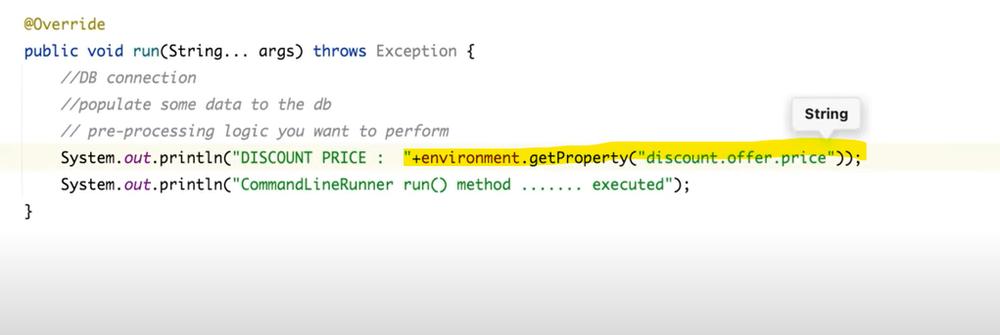 @Override
public void run(String... args) throws Exception {
//DB connection
//populate some data to the db
// pre-processing logic you want to perform
String
System.out.println("DISCOUNT PRICE :  "+environment.getProperty("discount.offer.price"));
System.out.println("CommandLineRunner run() method ....... executed");
}